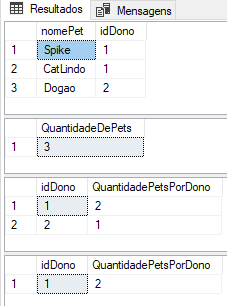 Resultados Mensagens
nomePet idDono
1 Spike 1
2 CatLindo 1
3 Dogao 2
QuantidadeDePets
1 3
idDono QuantidadePetsPorDono
1 1 2
2 2 1
idDono QuantidadePetsPorDono
1 1 2